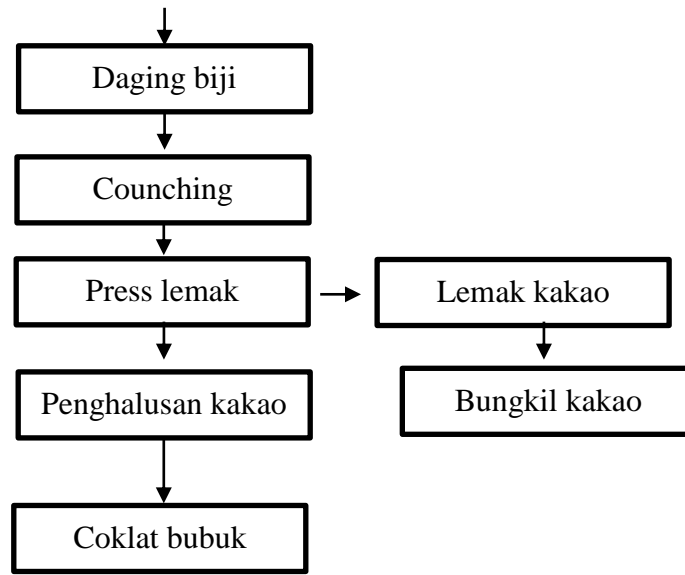 Daging biji
Counching
Press lemak
Lemak kakao
Penghalusan kakao
Bungkil kakao
Coklat bubuk